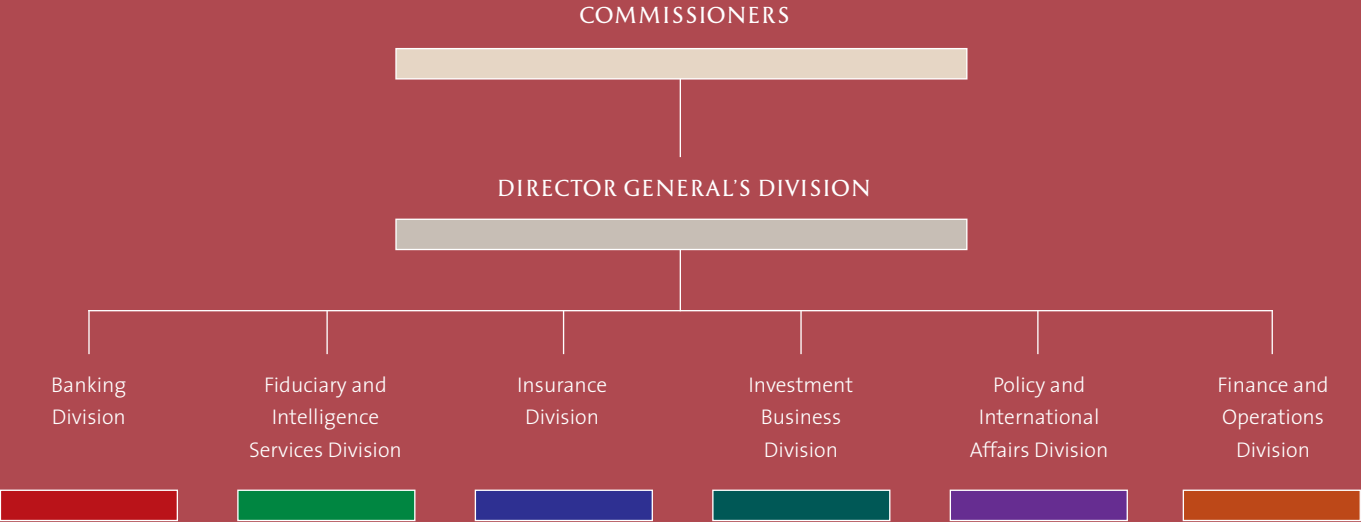 COMMISSIONERS
DIRECTOR GENERAL'S DIVISION
Banking
Division
Fiduciary and
Intelligence
Services Division
Insurance
Division
Investment
Business
Division
Policy and
International
Affairs Division
Finance and
Operations
Division